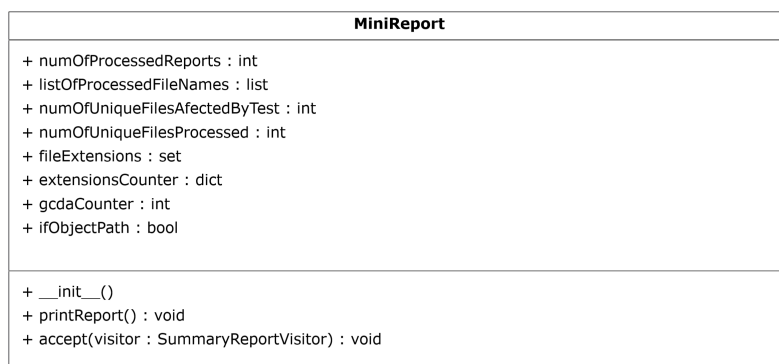 MiniReport
+ numOfProcessedReports : int
+ listOfProcessedFileNames : list
+ numOfUniqueFilesAfectedByTest : int
+ numOfUniqueFilesProcessed : int
+ fileExtensions : set
+ extensionsCounter : dict
+ gcdaCounter : int
+ ifObjectPath : bool
+ __init__()
+ printReport() : void
+ accept(visitor : SummaryReportVisitor) : void